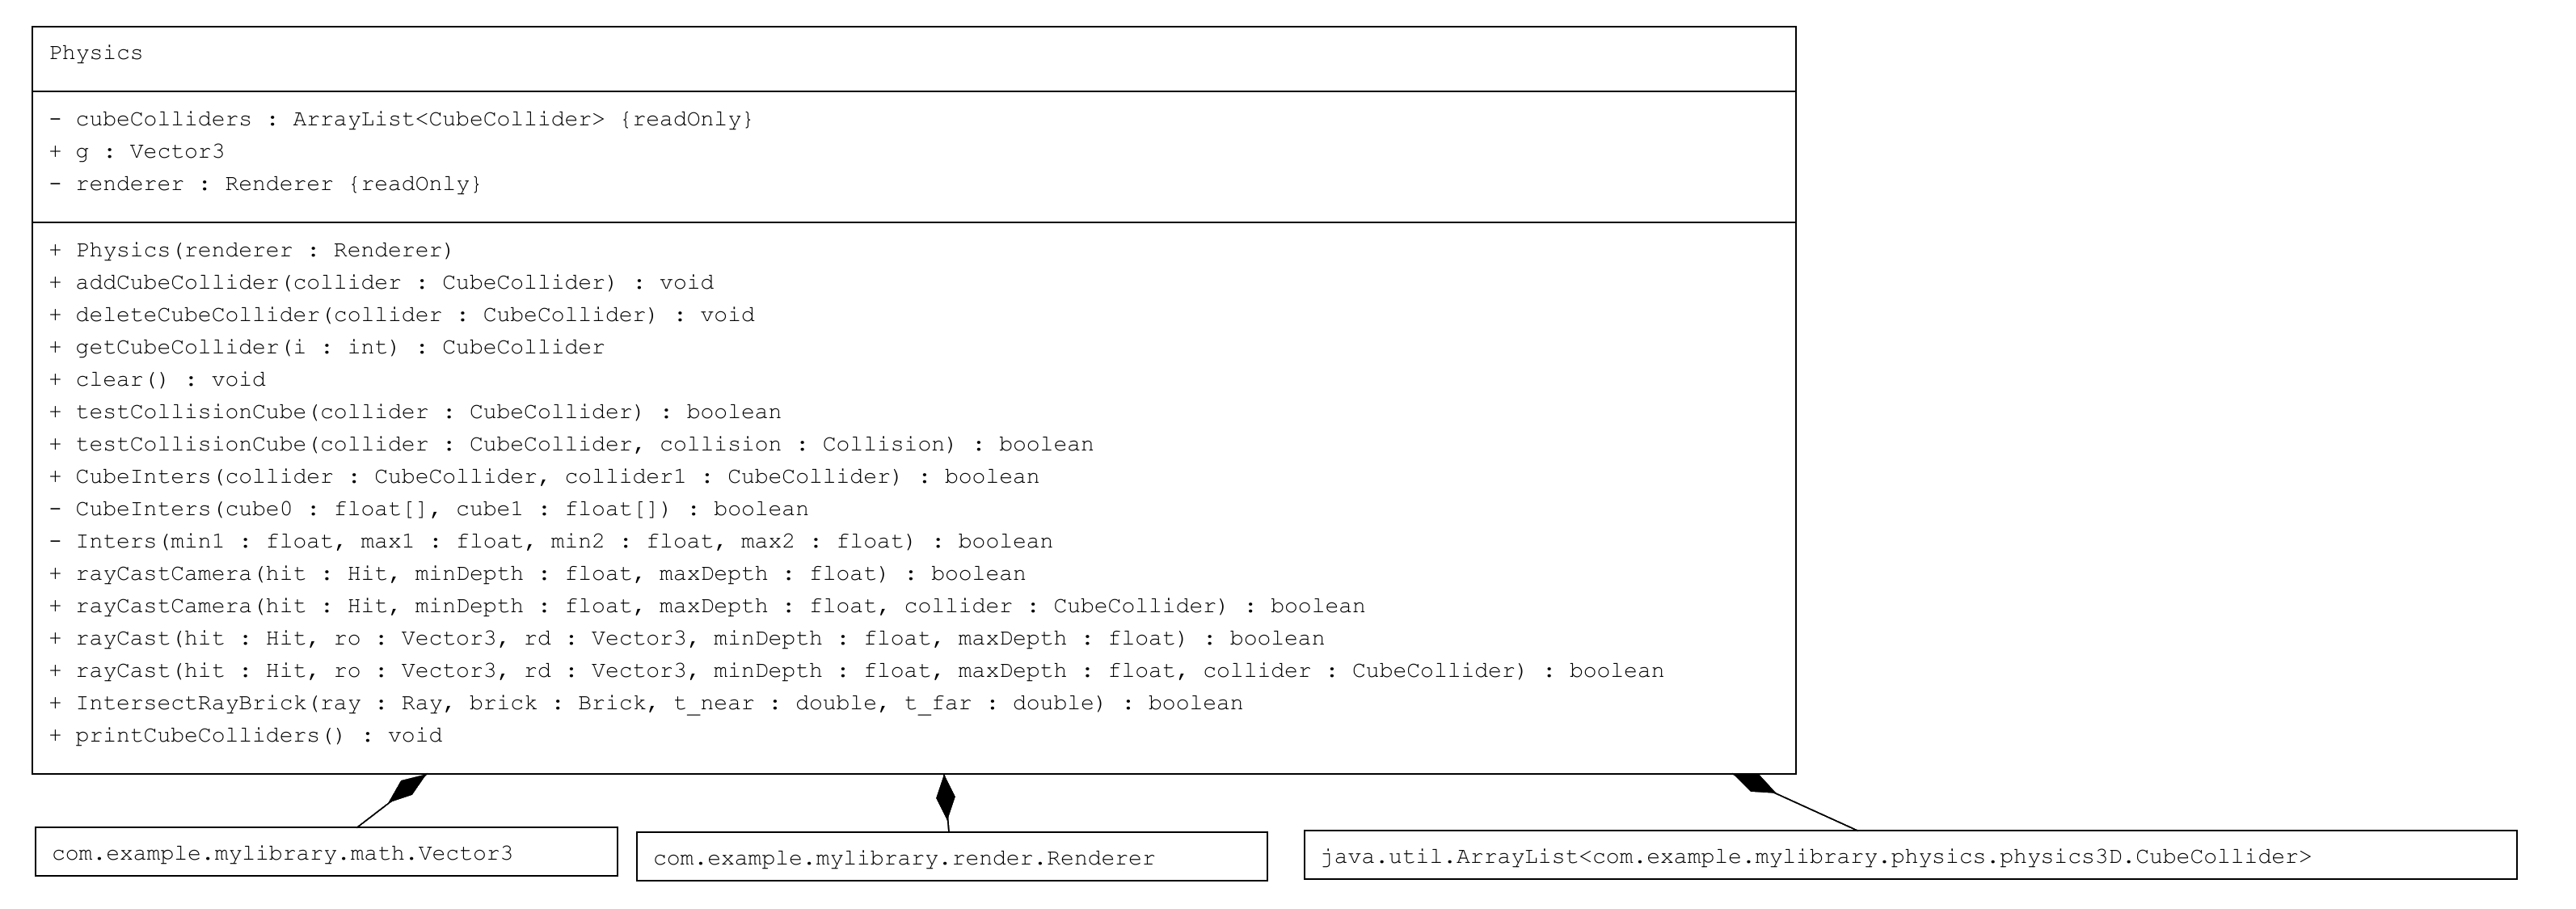 Physics
- cubeColliders : ArrayList<CubeCollider> {readOnly}
+ g : Vector3
- renderer : Renderer {readOnly}
+ Physics(renderer : Renderer)
+ addCubeCollider(collider : CubeCollider) : void
+ deleteCubeCollider(collider : CubeCollider) : void
+ getCubeCollider(i : int) : CubeCollider
+ clear() : void
+ testCollisionCube(collider : CubeCollider) : boolean
+ testCollisionCube(collider : CubeCollider, collision : Collision) : boolean
+ CubeInters(collider : CubeCollider, collider1 : CubeCollider) : boolean
- CubeInters(cube0 : float[], cube1 : float[]) : boolean
- Inters(min1 : float, max1 : float, min2 : float, max2 : float) : boolean
+ rayCastCamera(hit : Hit, minDepth : float, maxDepth : float) : boolean
+ rayCastCamera(hit : Hit, minDepth : float, maxDepth : float, collider : CubeCollider) : boolean
+ rayCast(hit : Hit, ro : Vector3, rd : Vector3, minDepth : float, maxDepth : float) : boolean
+ rayCast(hit : Hit, ro : Vector3, rd : Vector3, minDepth : float, maxDepth : float, collider : CubeCollider) : boolean
+ IntersectRayBrick(ray : Ray, brick : Brick, t_near : double, t_far : double) : boolean
+ printCubeColliders() : void
com.example.mylibrary.math.Vector3
com.example.mylibrary.render.Renderer
java.util.ArrayList<com.example.mylibrary.physics.physics3D.CubeCollider>